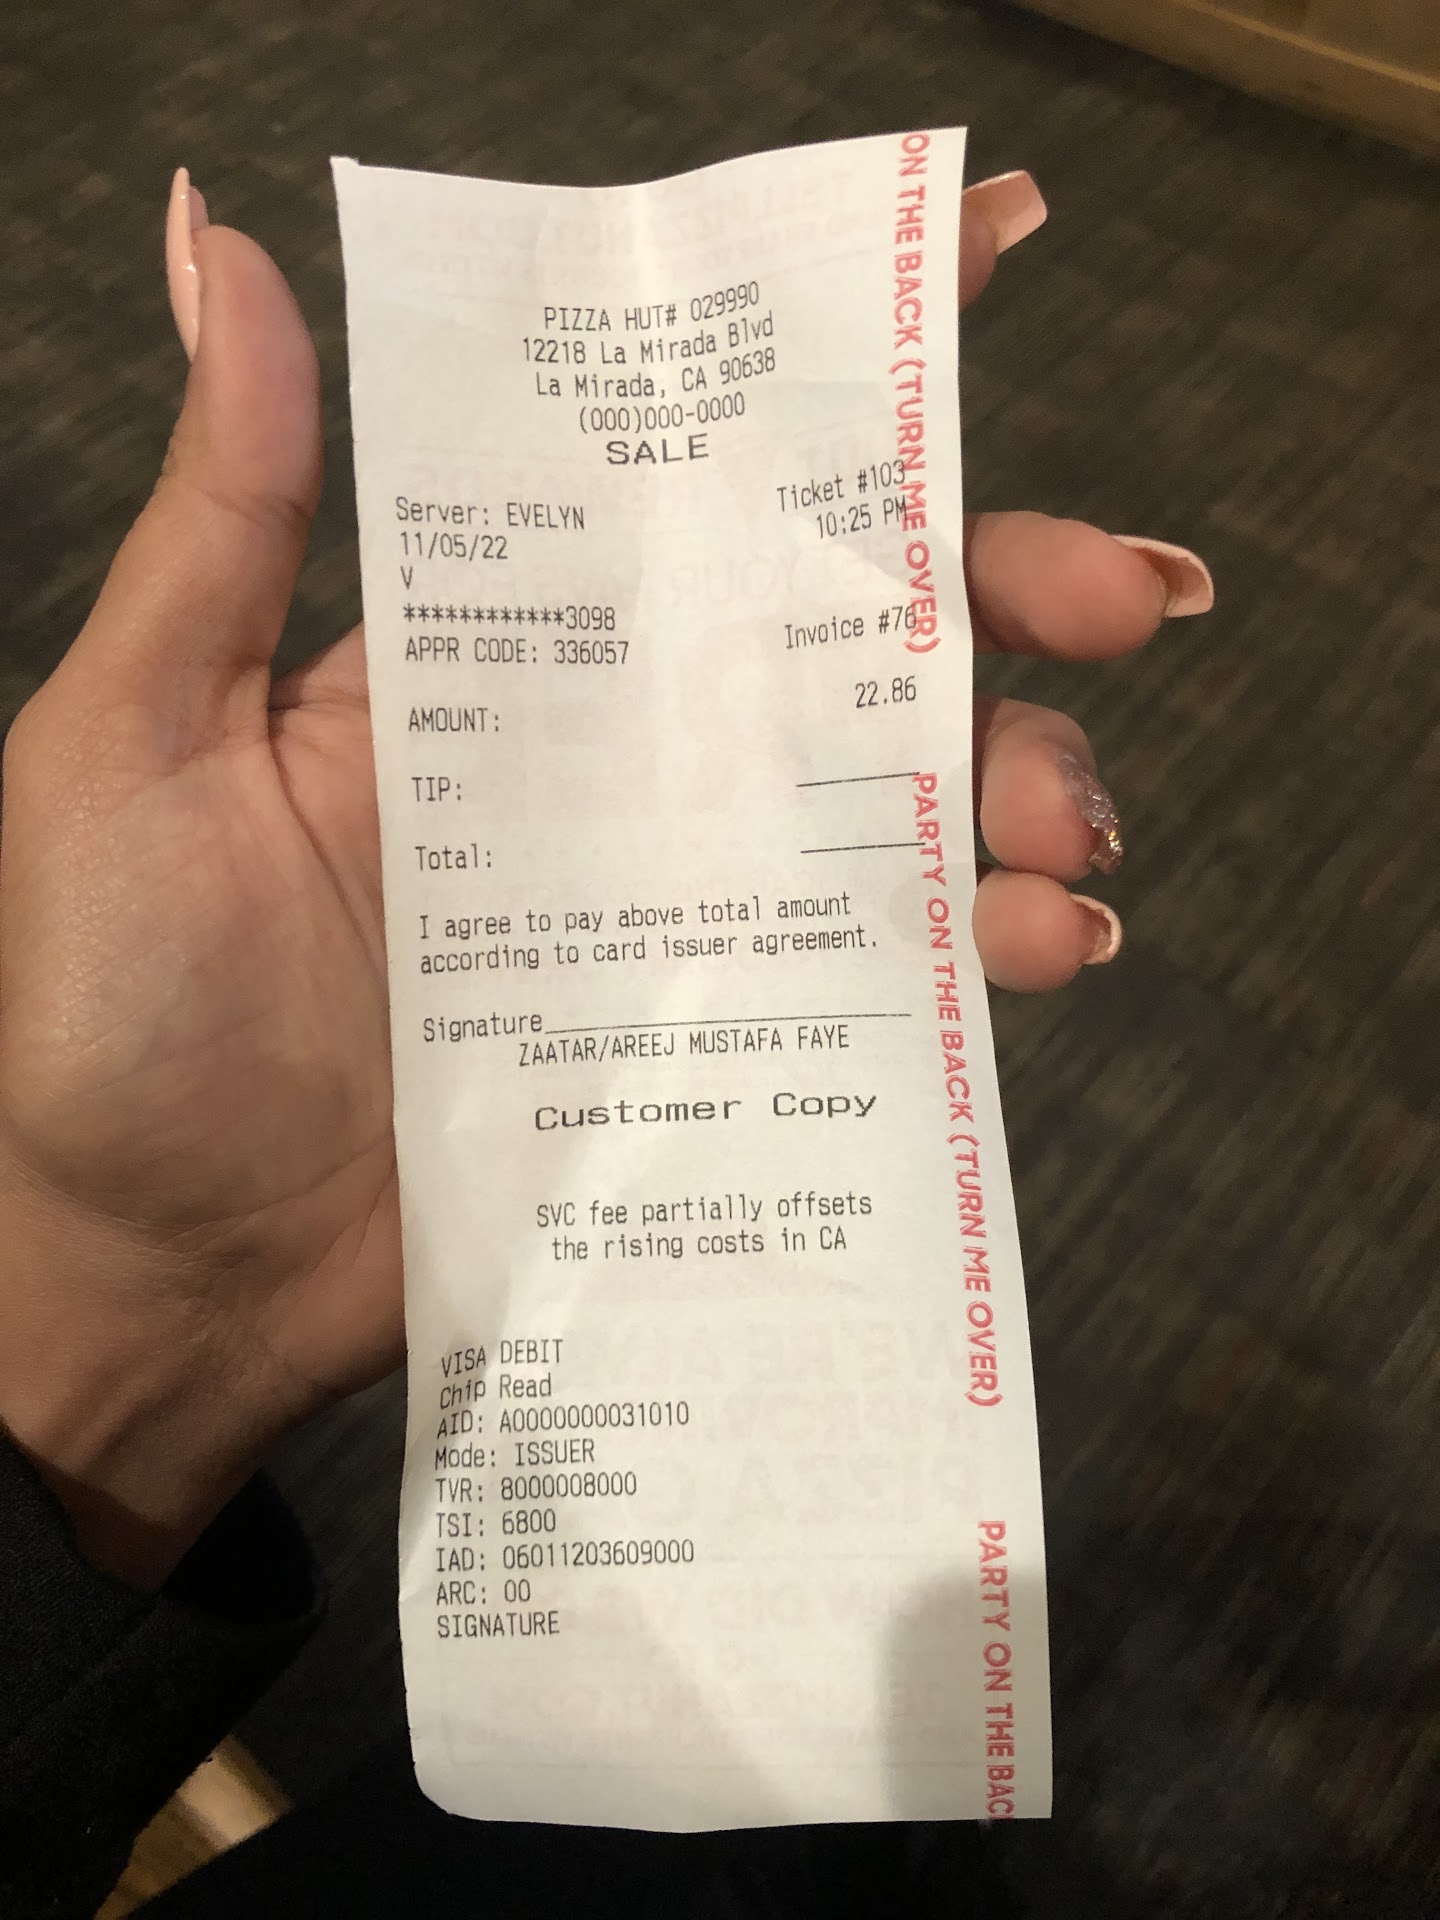 PIZZA HUT# 029990
12218 La Mirada Blvd
La Mirada, CA 90638
(000)000-0000
SALE
Server: EVELYN Ticket #103
11/05/22 10:25 PM
V
************3098
APPR CODE: 336057 Invoice #76
AMOUNT: 22.86
TIP:
Total:
I agree to pay above total amount
according to card issuer agreement.
Signature
ZAATAR/AREEJ MUSTAFA FAYE
Customer Copy
SVC fee partially offsets
the rising costs in CA
VISA DEBIT
Chip Read
AID: A0000000031010
Mode: ISSUER
TVR: 8000008000
TSI: 6800
IAD: 06011203609000
ARC: 00
SIGNATURE
ON THE BACK (TURN ME OVER)
PARTY ON THE BACK (TURN ME OVER)
PARTY ON THE BAC